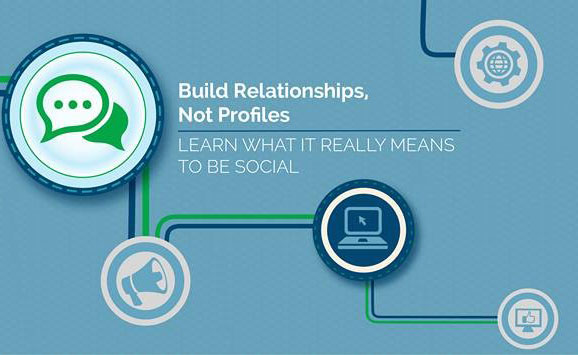 Build Relationships,
Not Profiles
LEARN WHAT IT REALLY MEANS
TO BE SOCIAL